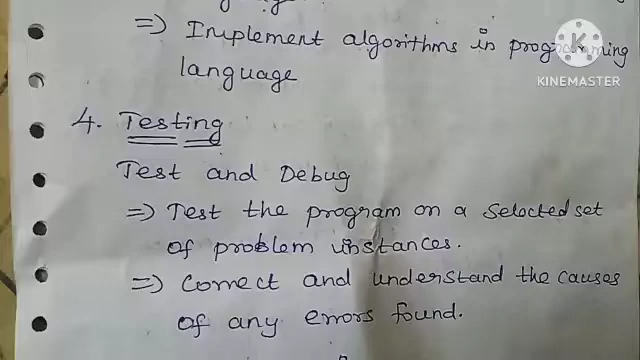 => Implement algorithms in programming
language
KINEMASTER
4. Testing
Test and Debug
=> Test the program on a selected set
of problem instances.
=> Correct and understand the causes
of any errors found.